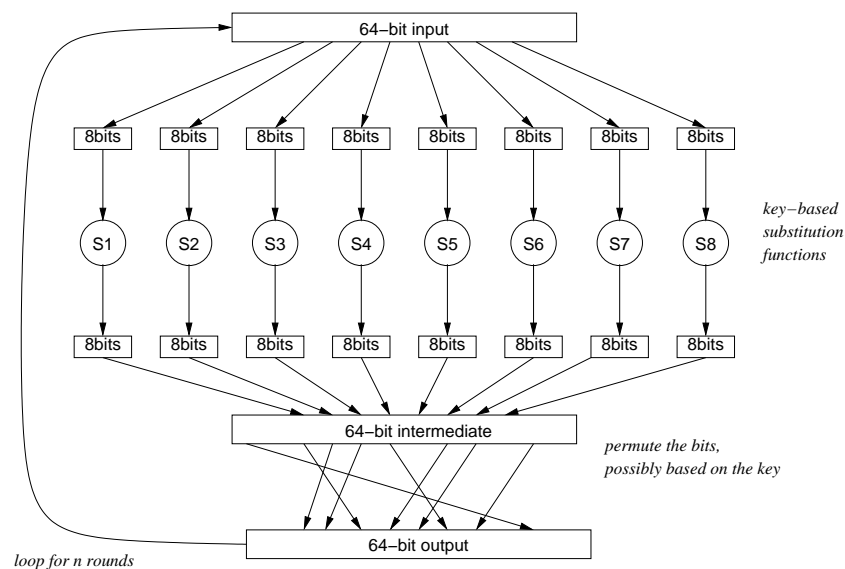 64−bit input
8bits 8bits 8bits 8bits 8bits 8bits 8bits 8bits
key−based
substitution
functions
S1 S2 S3 S4 S5 S6 S7 S8
8bits 8bits 8bits 8bits 8bits 8bits 8bits 8bits
64−bit intermediate
permute the bits,
possibly based on the key
64−bit output
loop for n rounds